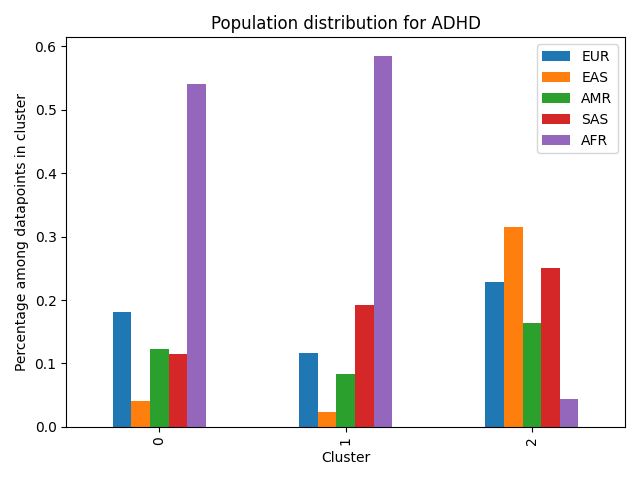 Population distribution for ADHD
Percentage among datapoints in cluster
0.6
0.5
0.4
0.3
0.2
0.1
0.0
EUR
EAS
AMR
SAS
AFR
0
1
2
Cluster